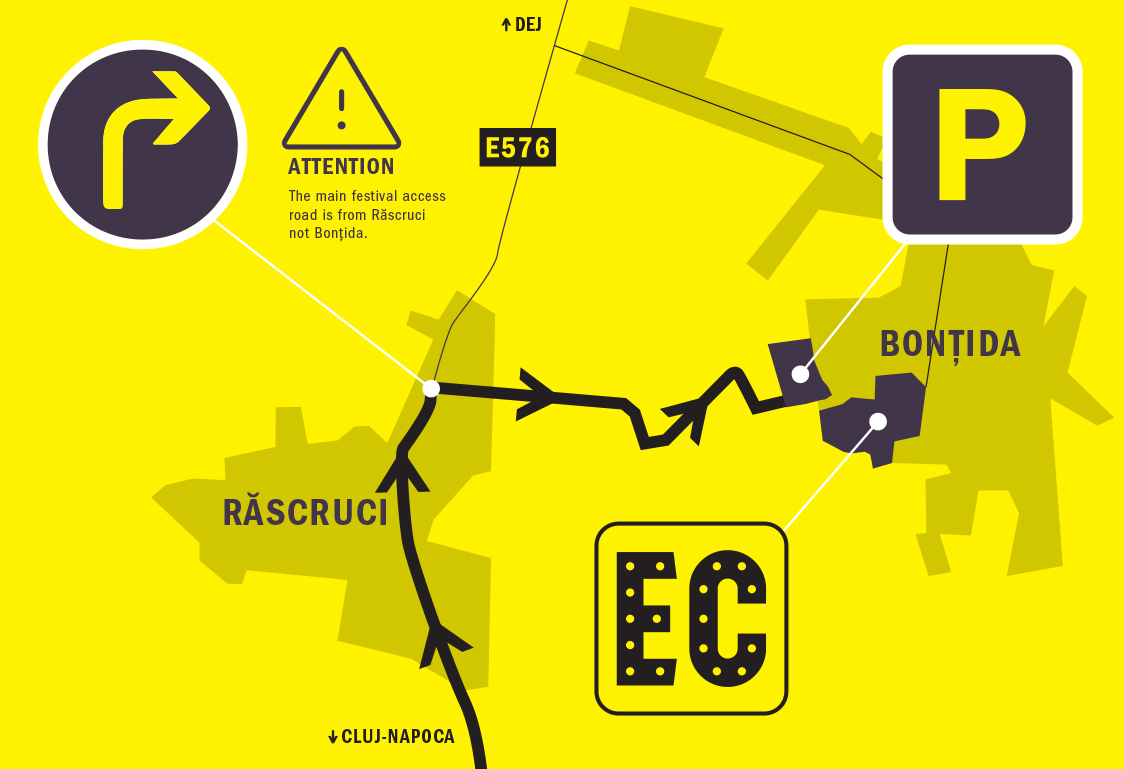 ↑ DEJ
E576
ATTENTION
The main festival access
road is from Răscruci
not Bonțida.
P
BONȚIDA
RĂSCRUCI
EC
↓ CLUJ-NAPOCA